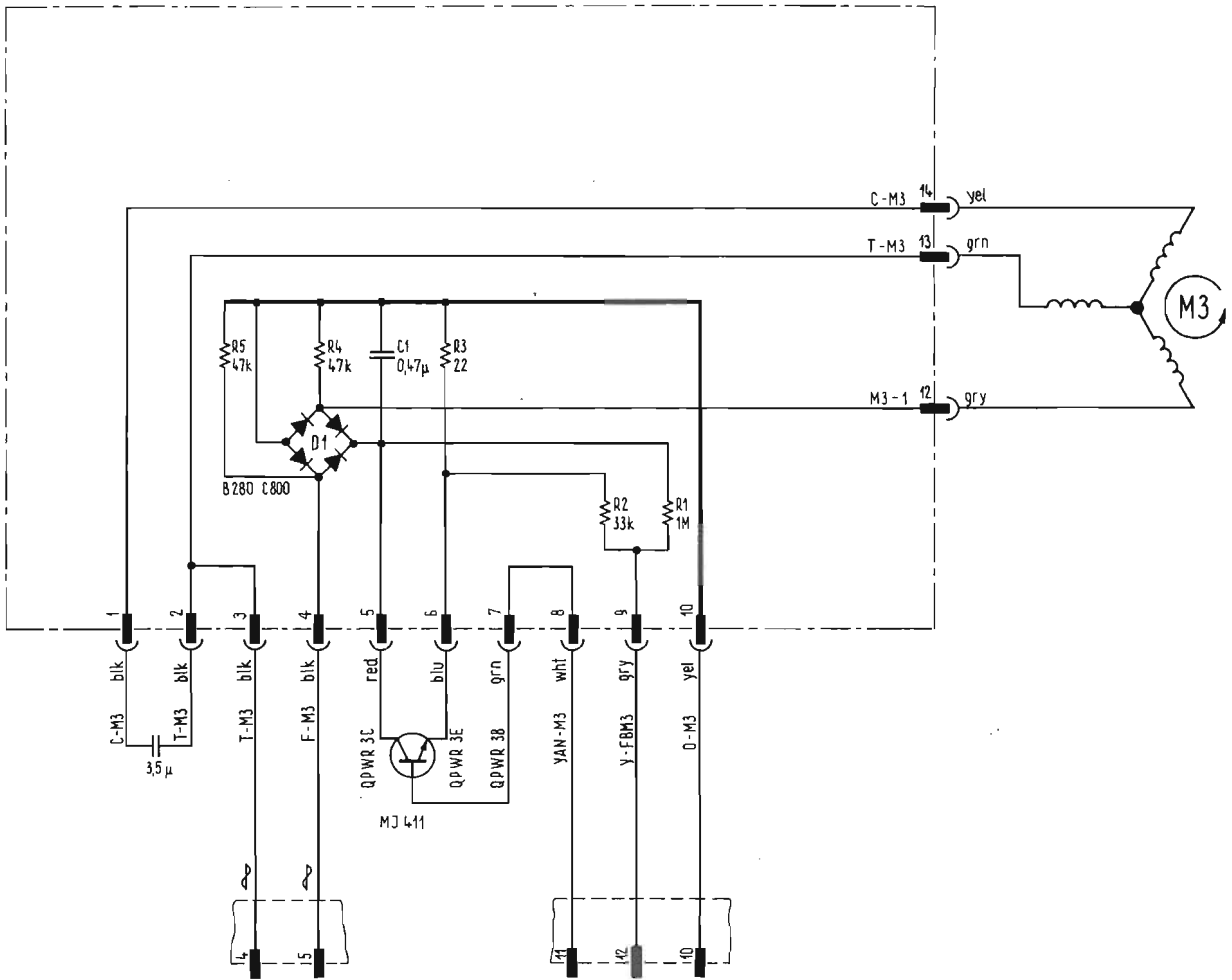 C-M3 14 yel
T-M3 13 grn
M3
R5
47k
R4
47k
C1
0,47µ
R3
22
M3-1 12 gry
D1
B280 C800
R2
33k
R1
1M
1 2 3 4 5 6 7 8 9 10
blk blk blk blk red blu grn wht gry yel
C-M3 T-M3 T-M3 F-M3 QPWR 3C QPWR 3E QPWR 3B YAN-M3 Y-FBM3 0-M3
3,5µ
MJ 411
4 5 11 12 10